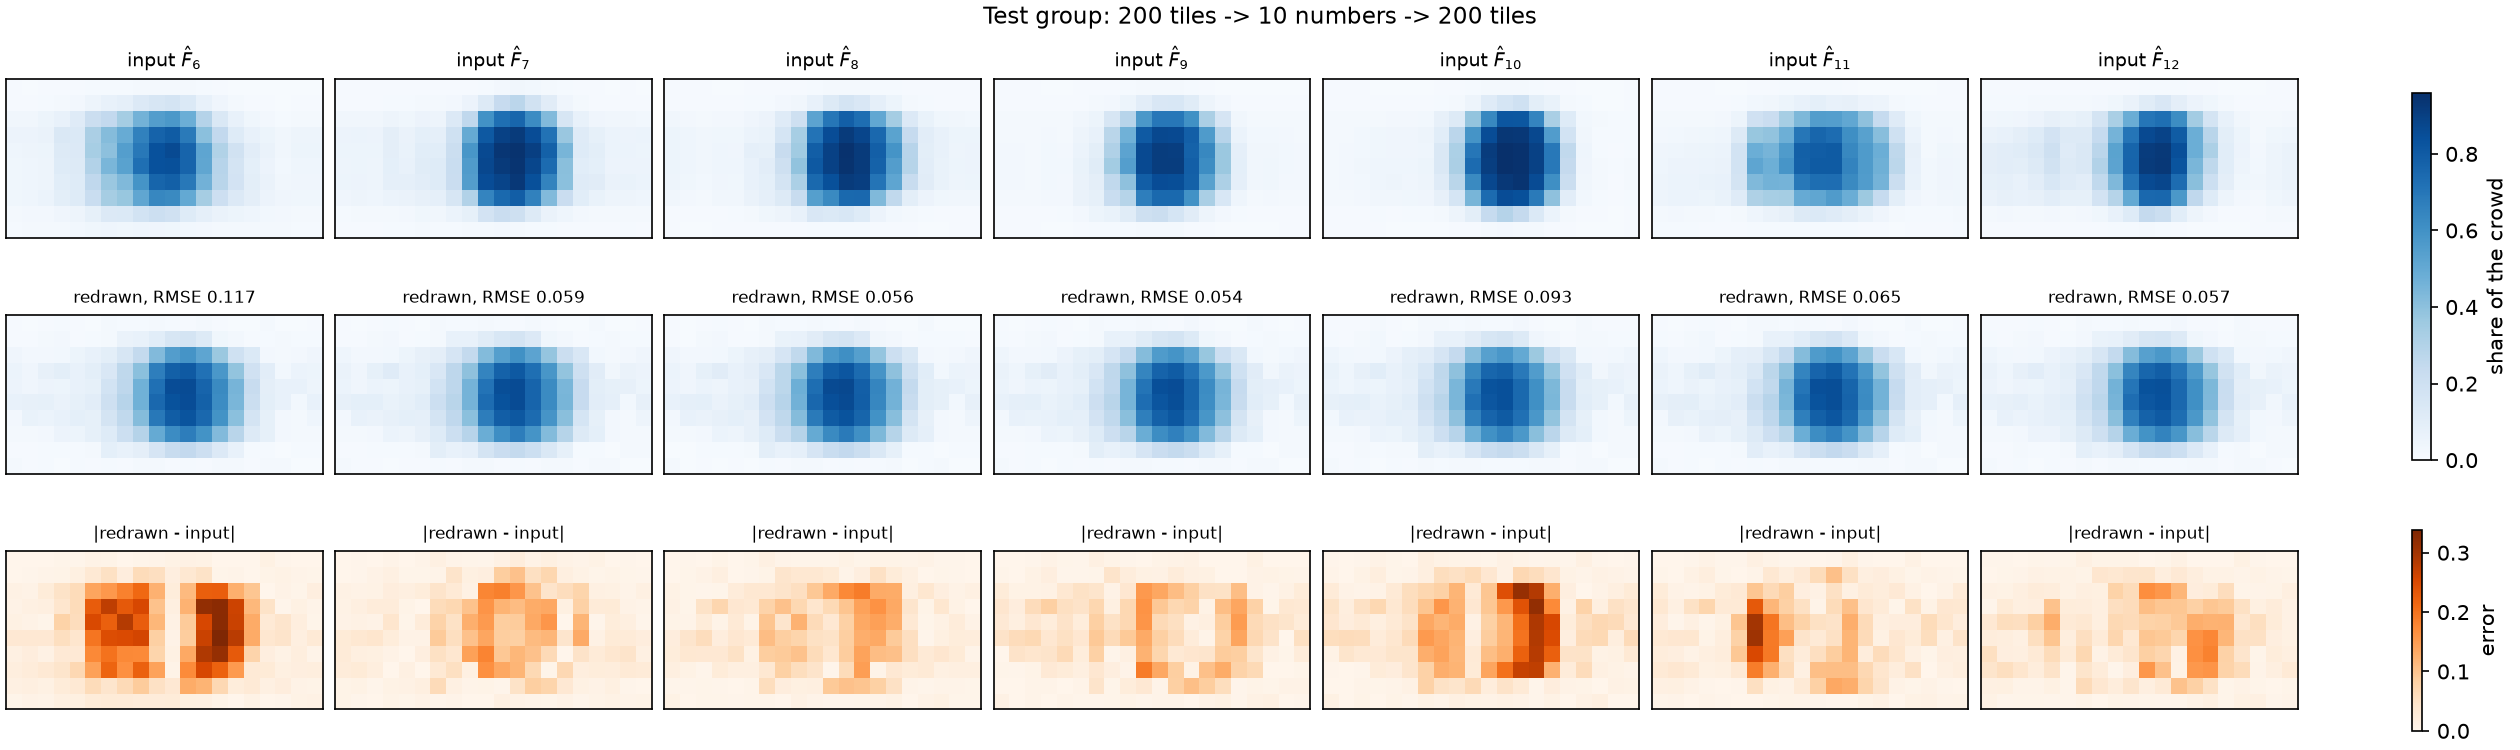 Test group: 200 tiles -> 10 numbers -> 200 tiles
input F̂₆
input F̂₇
input F̂₈
input F̂₉
input F̂₁₀
input F̂₁₁
input F̂₁₂
redrawn, RMSE 0.117
redrawn, RMSE 0.059
redrawn, RMSE 0.056
redrawn, RMSE 0.054
redrawn, RMSE 0.093
redrawn, RMSE 0.065
redrawn, RMSE 0.057
|redrawn - input|
|redrawn - input|
|redrawn - input|
|redrawn - input|
|redrawn - input|
|redrawn - input|
|redrawn - input|
0.8
0.6
0.4
0.2
0.0
share of the crowd
0.3
0.2
0.1
0.0
error